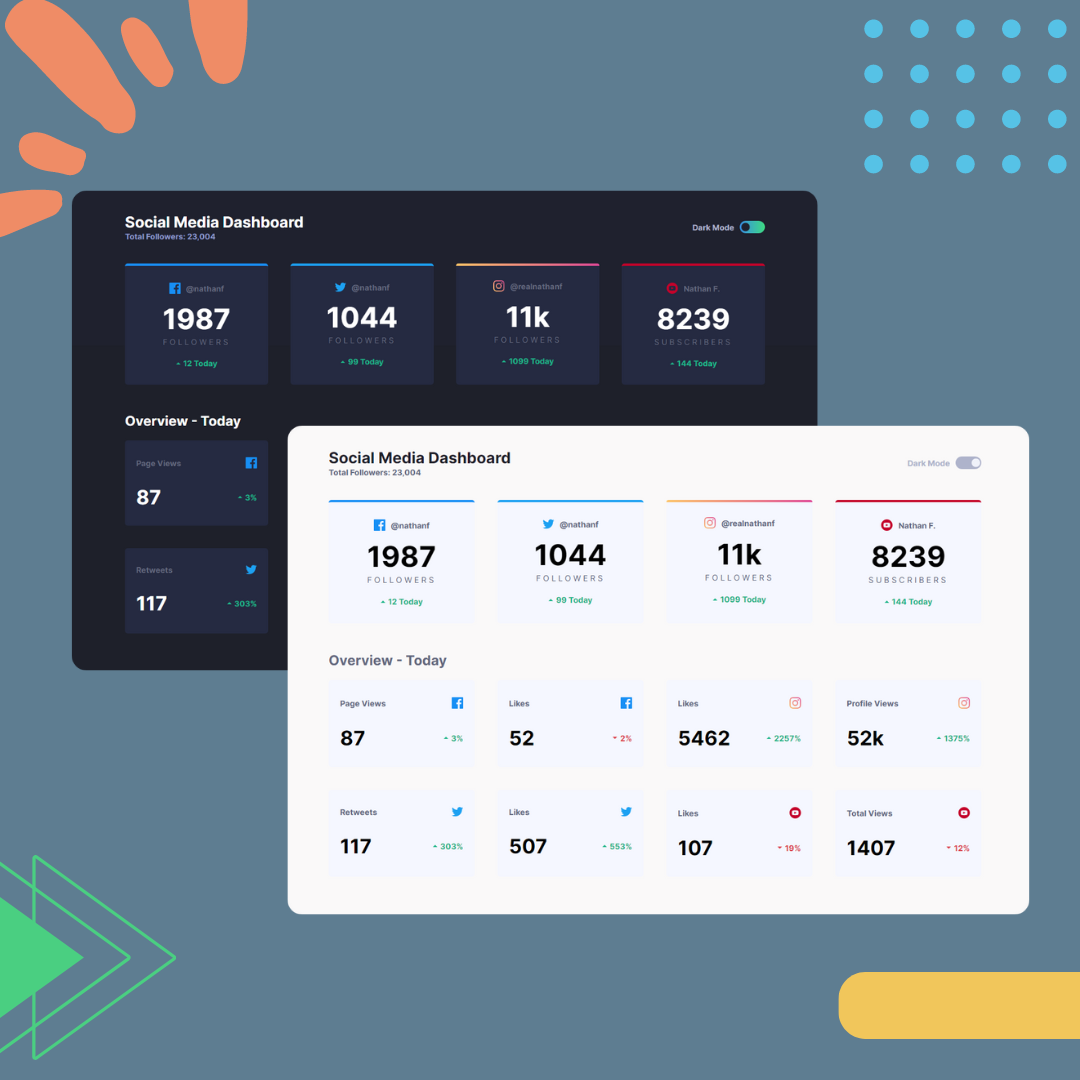 Social Media Dashboard
Total Followers: 23,004
Dark Mode
@nathanf
1987
FOLLOWERS
12 Today
@nathanf
1044
FOLLOWERS
99 Today
@realnathanf
11k
FOLLOWERS
1099 Today
Nathan F.
8239
SUBSCRIBERS
144 Today
Overview - Today
Page Views
87
3%
Retweets
117
303%
Social Media Dashboard
Total Followers: 23,004
Dark Mode
@nathanf
1987
FOLLOWERS
12 Today
@nathanf
1044
FOLLOWERS
99 Today
@realnathanf
11k
FOLLOWERS
1099 Today
Nathan F.
8239
SUBSCRIBERS
144 Today
Overview - Today
Page Views
87
3%
Likes
52
2%
Likes
5462
2257%
Profile Views
52k
1375%
Retweets
117
303%
Likes
507
553%
Likes
107
19%
Total Views
1407
12%